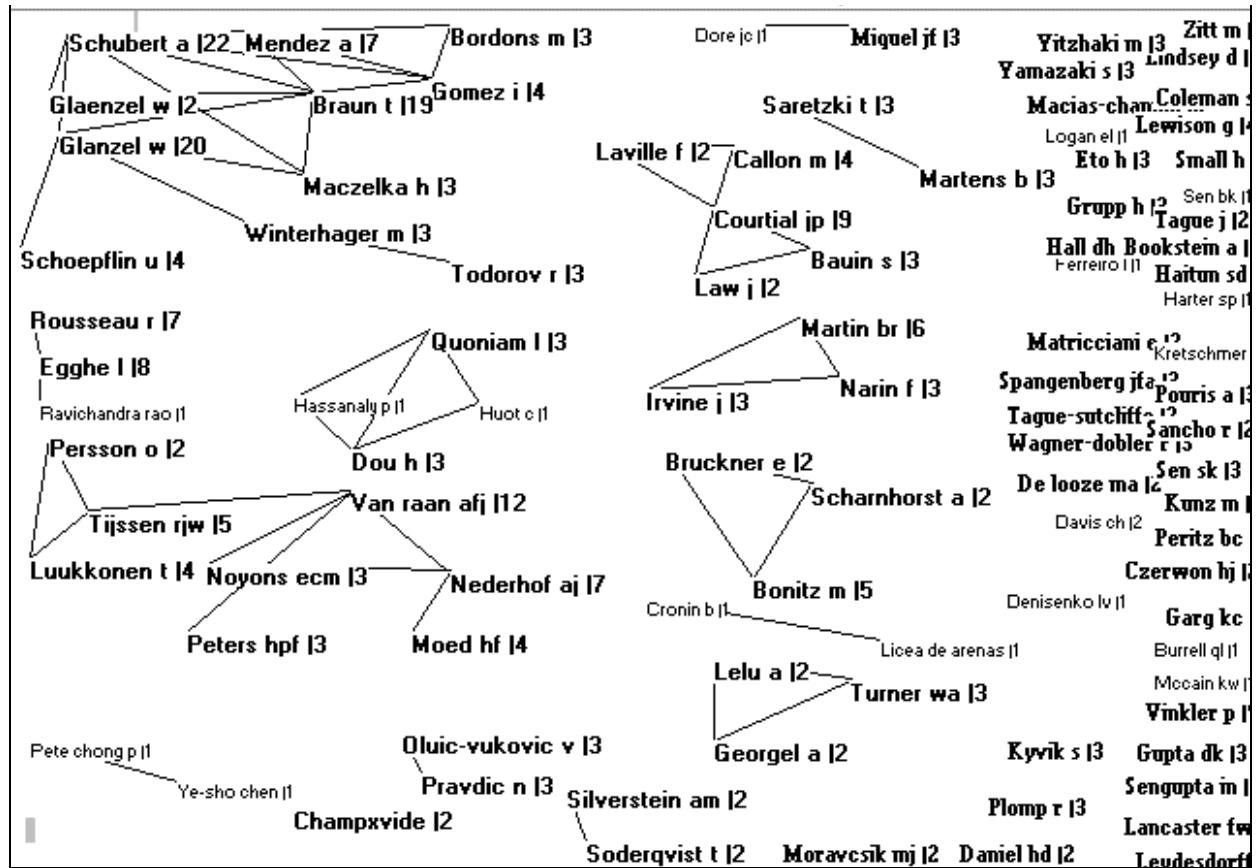 Schubert a |22 Mendez a |7
Bordons m |3
Dore jc |1
Miquel jf |3
Yitzhaki m |3
Zitt m |
Lindsey d |
Yamazaki s |3
Gomez i |4
Glaenzel w |2
Braun t |19
Saretzki t |3
Macias-chan
Coleman s
Logan el |1
Lewison g |4
Glanzel w |20
Laville f |2
Callon m |4
Eto h |3
Small h
Maczelka h |3
Martens b |3
Sen bk |1
Grupp h |2
Tague j |2
Courtial jp |9
Winterhager m |3
Hall dh Bookstein a |
Schoepflin u |4
Bauin s |3
Ferreiro l |1
Todorov r |3
Haitun sd
Law j |2
Harter sp |1
Rousseau r |7
Martin br |6
Quoniam l |3
Matricciani e |2
Kretschmer
Egghe l |8
Spangenberg jfa |2
Narin f |3
Pouris a |3
Irvine j |3
Hassanaly p |1
Huot c |1
Ravichandra rao |1
Tague-sutcliffe |2
Sancho r |2
Wagner-dobler r |3
Persson o |2
Dou h |3
Bruckner e |2
Sen sk |3
De looze ma |2
Van raan afj |12
Scharnhorst a |2
Kunz m |
Tijssen rjw |5
Davis ch |2
Peritz bc
Luukkonen t |4
Noyons ecm |3
Nederhof aj |7
Czerwon hj |
Bonitz m |5
Cronin b |1
Denisenko lv |1
Garg kc
Peters hpf |3
Moed hf |4
Licea de arenas |1
Burrell ql |1
Lelu a |2
Turner wa |3
Mccain kw |
Vinkler p |
Pete chong p |1
Oluic-vukovic v |3
Georgel a |2
Kyvik s |3
Gupta dk |3
Ye-sho chen |1
Pravdic n |3
Sengupta in |
Silverstein am |2
Plomp r |3
Champxvide |2
Lancaster fw
Soderqvist t |2
Moravcsik mj |2
Daniel hd |2
Leydesdorff